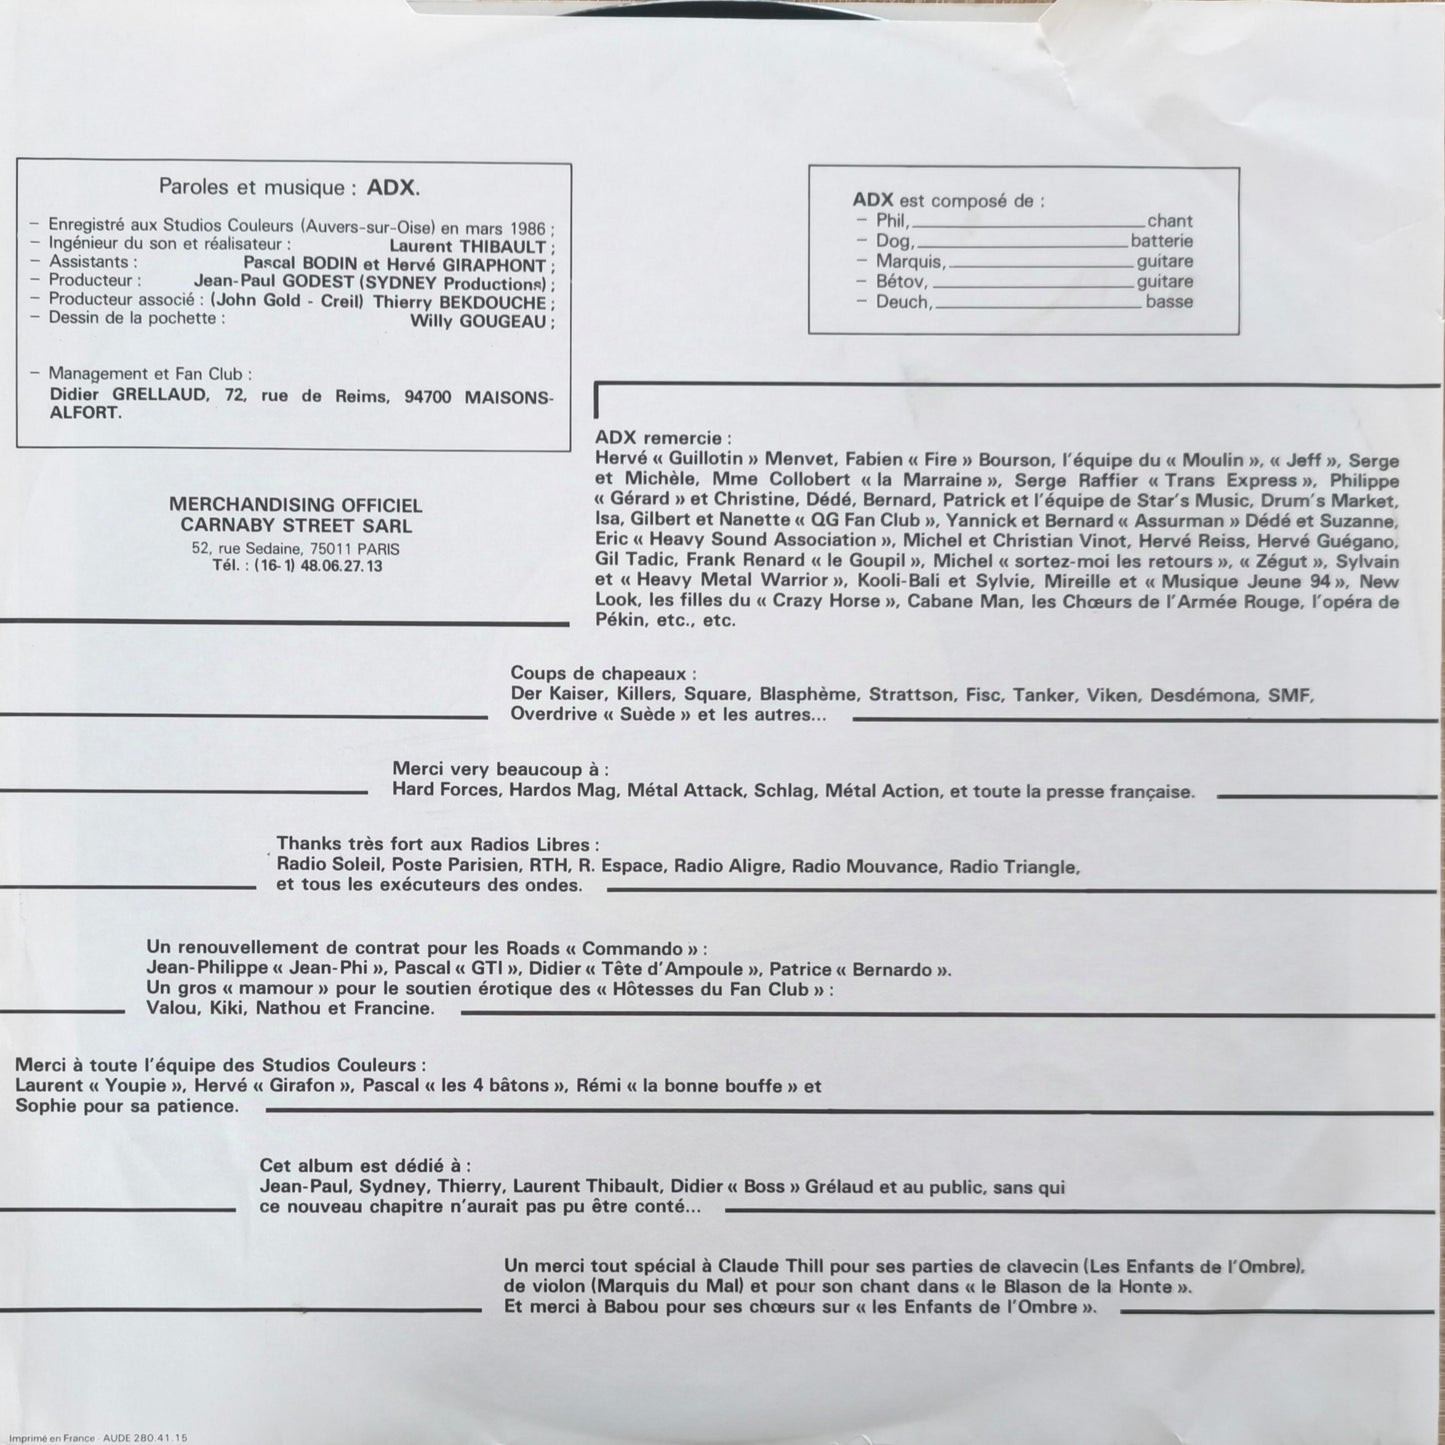 Paroles et musique : ADX.
– Enregistré aux Studios Couleurs (Auvers-sur-Oise) en mars 1986 ;
– Ingénieur du son et réalisateur : Laurent THIBAULT ;
– Assistants : Pascal BODIN et Hervé GIRAPHONT ;
– Producteur : Jean-Paul GODEST (SYDNEY Productions) ;
– Producteur associé : (John Gold - Creil) Thierry BEKDOUCHE ;
– Dessin de la pochette : Willy GOUGEAU ;
– Management et Fan Club :
Didier GRELLAUD, 72, rue de Reims, 94700 MAISONS-
ALFORT.
ADX est composé de :
– Phil, chant
– Dog, batterie
– Marquis, guitare
– Bétov, guitare
– Deuch, basse
MERCHANDISING OFFICIEL
CARNABY STREET SARL
52, rue Sedaine, 75011 PARIS
Tél. : (16-1) 48.06.27.13
ADX remercie :
Hervé « Guillotin » Menvet, Fabien « Fire » Bourson, l'équipe du « Moulin », « Jeff », Serge
et Michèle, Mme Collobert « la Marraine », Serge Raffier « Trans Express », Philippe
« Gérard » et Christine, Dédé, Bernard, Patrick et l'équipe de Star's Music, Drum's Market,
Isa, Gilbert et Nanette « QG Fan Club », Yannick et Bernard « Assurman » Dédé et Suzanne,
Eric « Heavy Sound Association », Michel et Christian Vinot, Hervé Reiss, Hervé Guégano,
Gil Tadic, Frank Renard « le Goupil », Michel « sortez-moi les retours », « Zégut », Sylvain
et « Heavy Metal Warrior », Kooli-Bali et Sylvie, Mireille et « Musique Jeune 94 », New
Look, les filles du « Crazy Horse », Cabane Man, les Chœurs de l'Armée Rouge, l'opéra de
Pékin, etc., etc.
Coups de chapeaux :
Der Kaiser, Killers, Square, Blasphème, Strattson, Fisc, Tanker, Viken, Desdémona, SMF,
Overdrive « Suède » et les autres...
Merci very beaucoup à :
Hard Forces, Hardos Mag, Métal Attack, Schlag, Métal Action, et toute la presse française.
Thanks très fort aux Radios Libres :
Radio Soleil, Poste Parisien, RTH, R. Espace, Radio Aligre, Radio Mouvance, Radio Triangle,
et tous les exécuteurs des ondes.
Un renouvellement de contrat pour les Roads « Commando » :
Jean-Philippe « Jean-Phi », Pascal « GTI », Didier « Tête d'Ampoule », Patrice « Bernardo ».
Un gros « mamour » pour le soutien érotique des « Hôtesses du Fan Club » :
Valou, Kiki, Nathou et Francine.
Merci à toute l'équipe des Studios Couleurs :
Laurent « Youpie », Hervé « Girafon », Pascal « les 4 bâtons », Rémi « la bonne bouffe » et
Sophie pour sa patience.
Cet album est dédié à :
Jean-Paul, Sydney, Thierry, Laurent Thibault, Didier « Boss » Grélaud et au public, sans qui
ce nouveau chapitre n'aurait pas pu être conté...
Un merci tout spécial à Claude Thill pour ses parties de clavecin (Les Enfants de l'Ombre),
de violon (Marquis du Mal) et pour son chant dans « le Blason de la Honte ».
Et merci à Babou pour ses chœurs sur « les Enfants de l'Ombre ».
Imprimé en France - AUDE 280.41.15